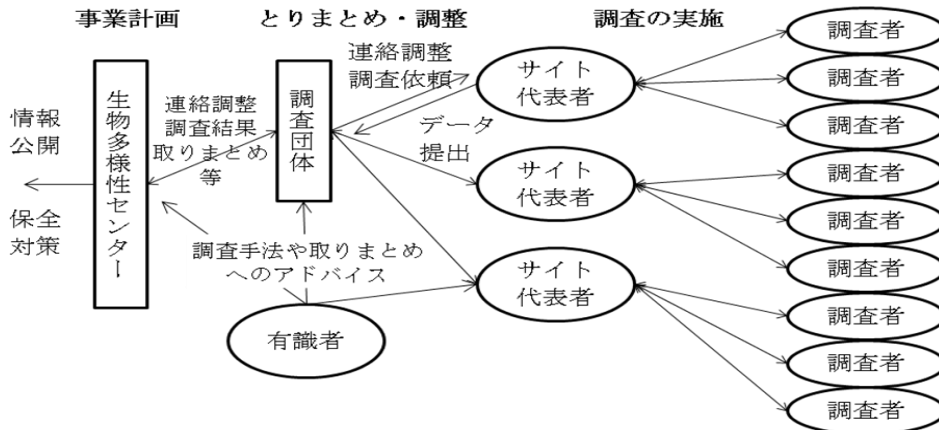 事業計画
とりまとめ・調整
調査の実施
情報
公開
保全
対策
生物多様性センター
連絡調整
調査結果
取りまとめ
等
調査団体
連絡調整
調査依頼
データ
提出
調査手法や取りまとめ
へのアドバイス
有識者
サイト
代表者
サイト
代表者
サイト
代表者
調査者
調査者
調査者
調査者
調査者
調査者
調査者
調査者
調査者